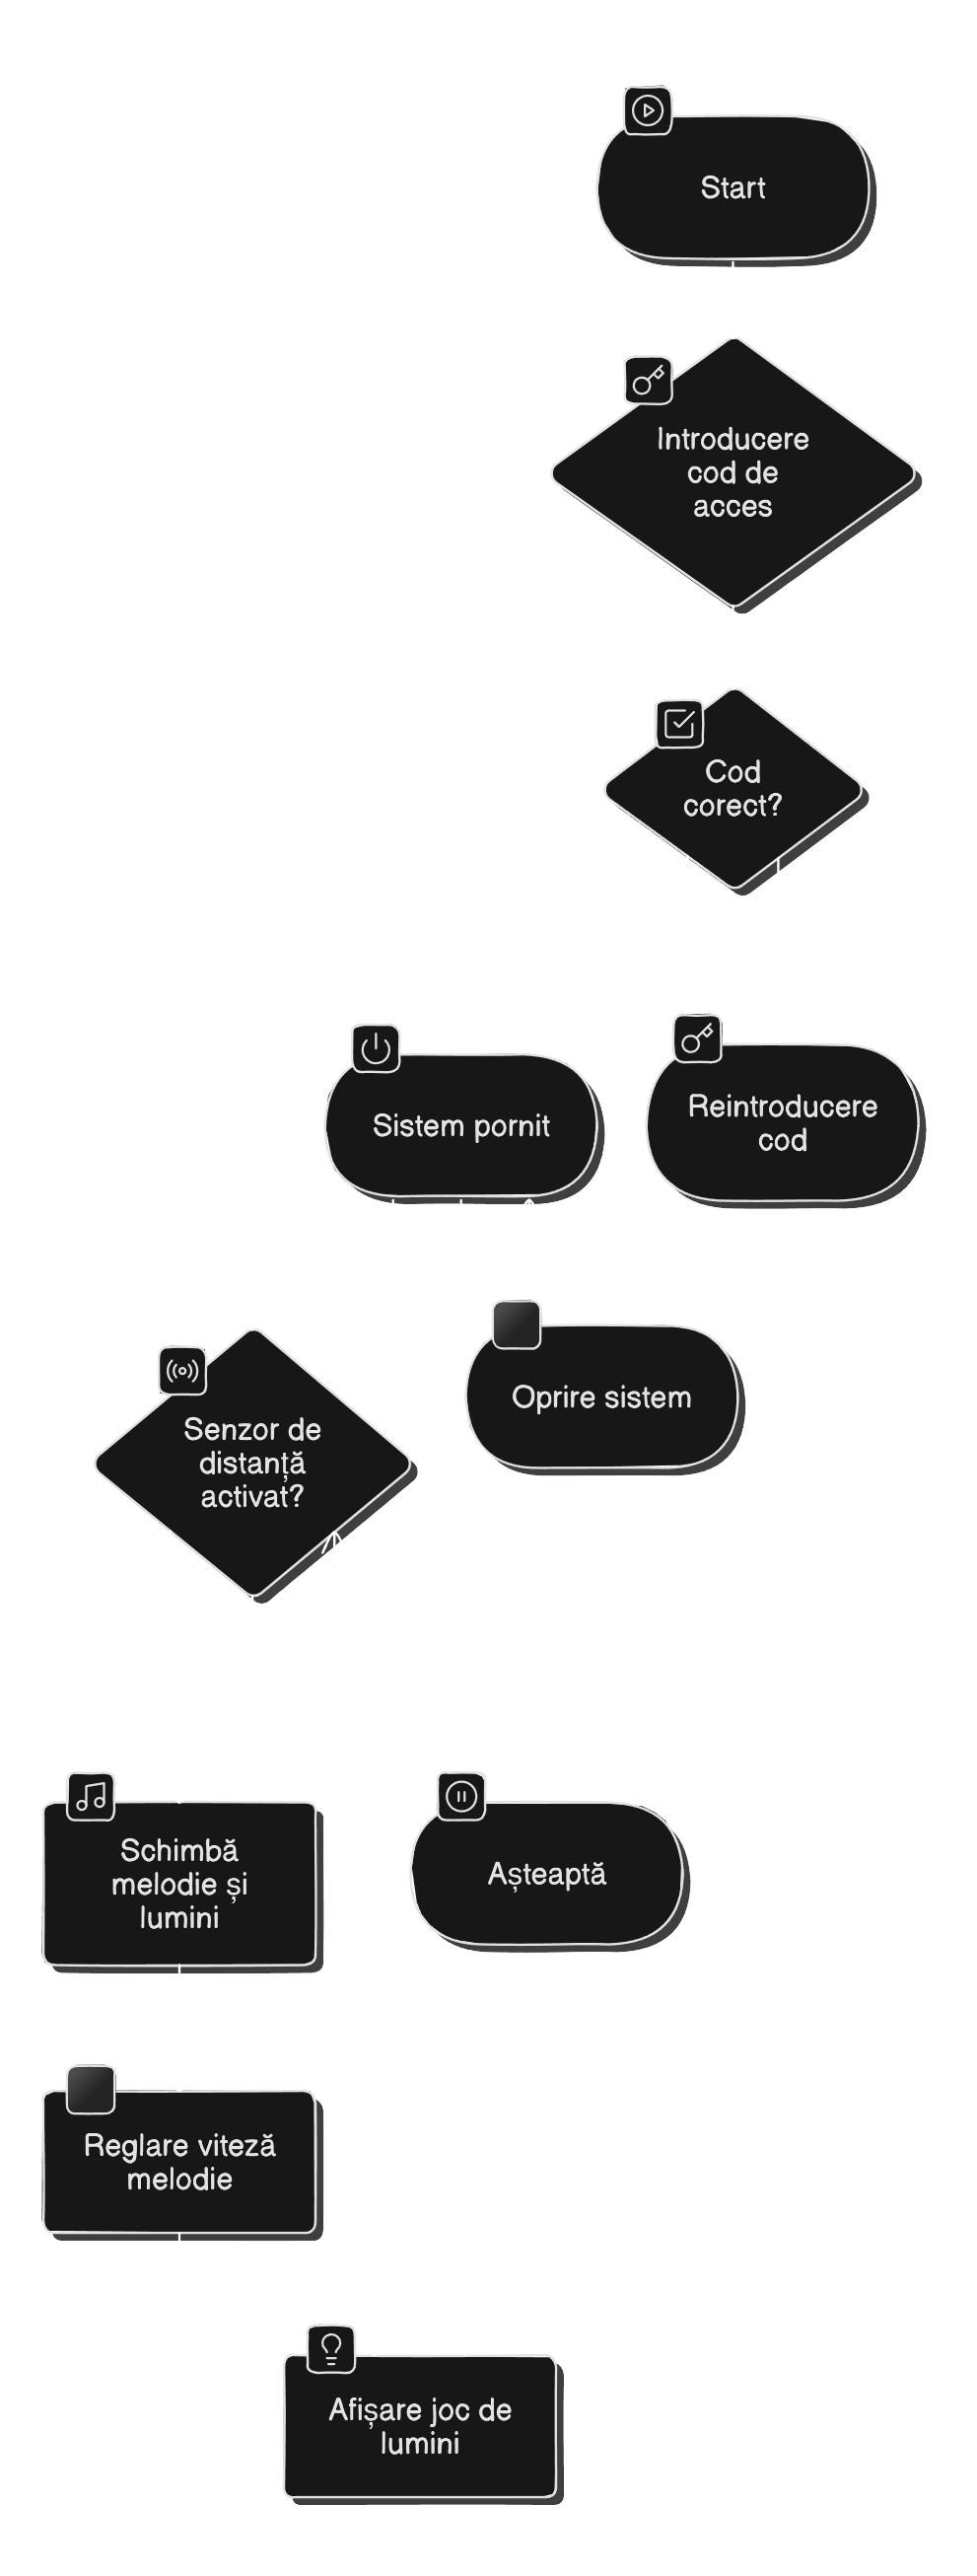 Start
Introducere
cod de
acces
Cod
corect?
Sistem pornit
Reintroducere
cod
Oprire sistem
Senzor de
distanță
activat?
Schimbă
melodie și
lumini
Așteaptă
Reglare viteză
melodie
Afișare joc de
lumini